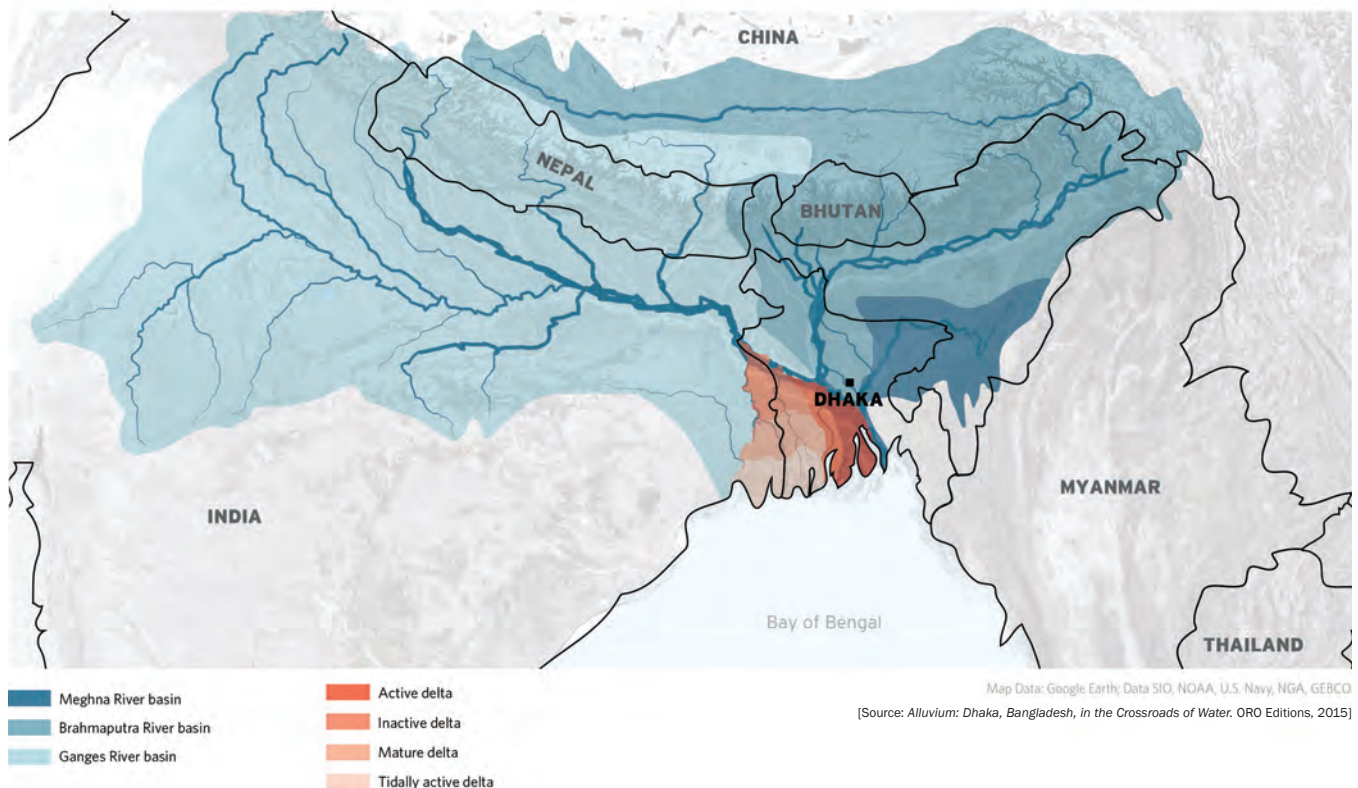 CHINA
NEPAL
BHUTAN
DHAKA
INDIA
MYANMAR
Bay of Bengal
THAILAND
Meghna River basin
Brahmaputra River basin
Ganges River basin
Active delta
Inactive delta
Mature delta
Tidally active delta
Map Data: Google Earth; Data SIO, NOAA, U.S. Navy, NGA, GEBCO
[Source: Alluvium: Dhaka, Bangladesh, in the Crossroads of Water. ORO Editions, 2015]